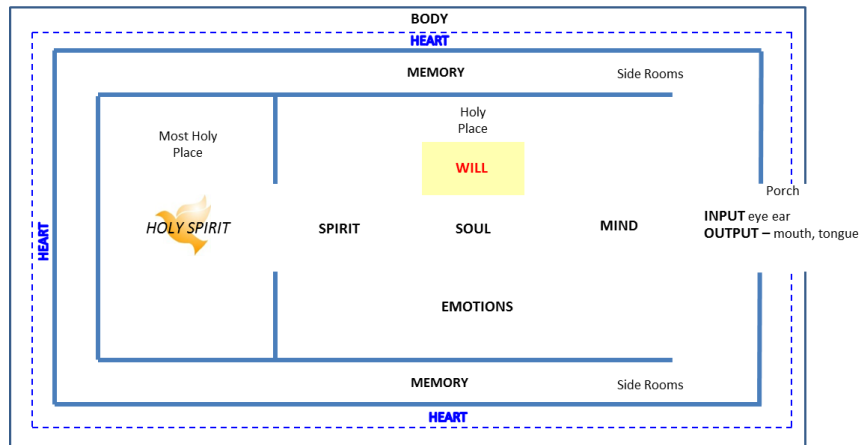 BODY
HEART
MEMORY
Side Rooms
Most Holy
Place
Holy
Place
WILL
Porch
INPUT eye ear
OUTPUT – mouth, tongue
HOLY SPIRIT
SPIRIT
SOUL
MIND
HEART
EMOTIONS
MEMORY
Side Rooms
HEART